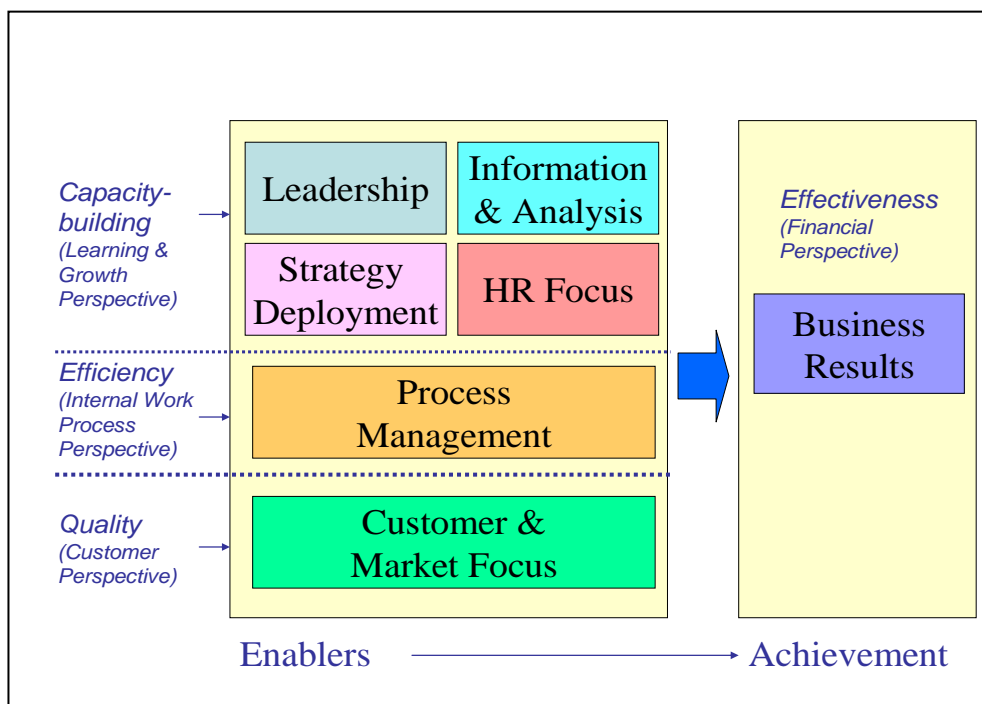 Capacity-
building
(Learning &
Growth
Perspective)
Leadership
Information
& Analysis
Strategy
Deployment
HR Focus
Efficiency
(Internal Work
Process
Perspective)
Process
Management
Quality
(Customer
Perspective)
Customer &
Market Focus
Effectiveness
(Financial
Perspective)
Business
Results
Enablers
Achievement